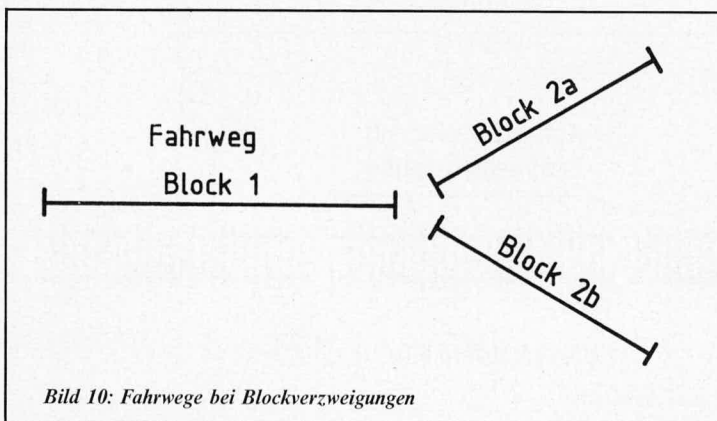 Fahrweg
Block 1
Block 2a
Block 2b
Bild 10: Fahrwege bei Blockverzweigungen